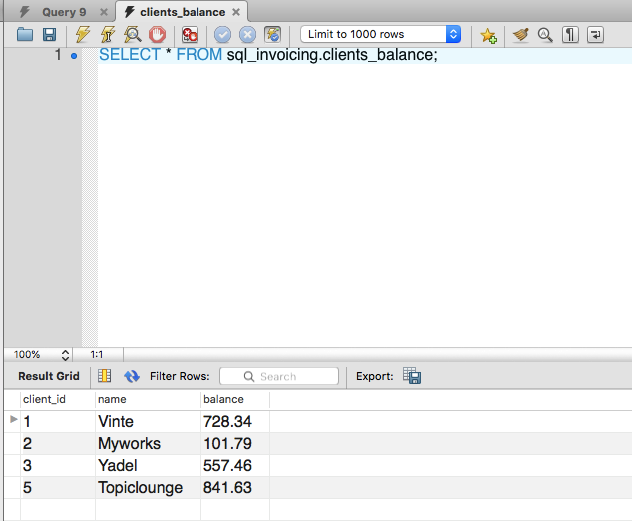 Query 9 clients_balance
Limit to 1000 rows
1 SELECT * FROM sql_invoicing.clients_balance;
100% 1:1
Result Grid Filter Rows: Search Export:
client_id name balance
1 Vinte 728.34
2 Myworks 101.79
3 Yadel 557.46
5 Topiclounge 841.63